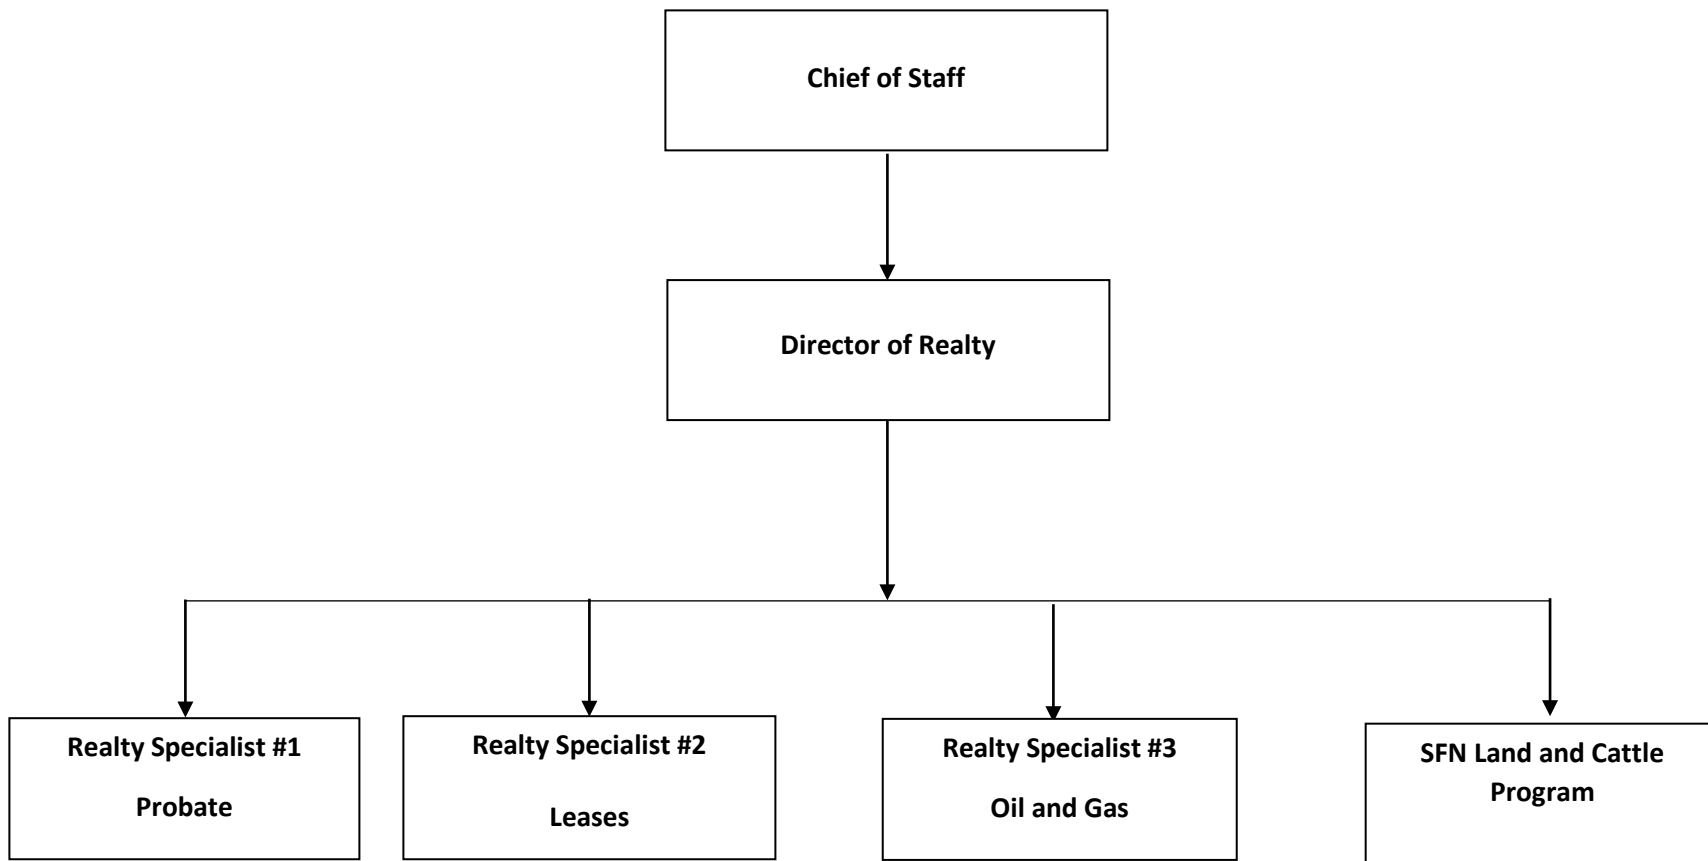 Chief of Staff
Director of Realty
Realty Specialist #1
Probate
Realty Specialist #2
Leases
Realty Specialist #3
Oil and Gas
SFN Land and Cattle
Program